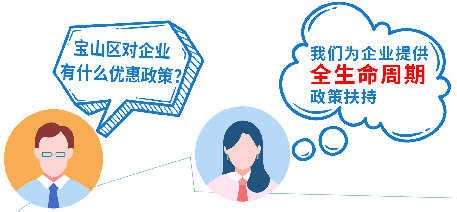 宝山区对企业
有什么优惠政策?
我们为企业提供
全生命周期
政策扶持